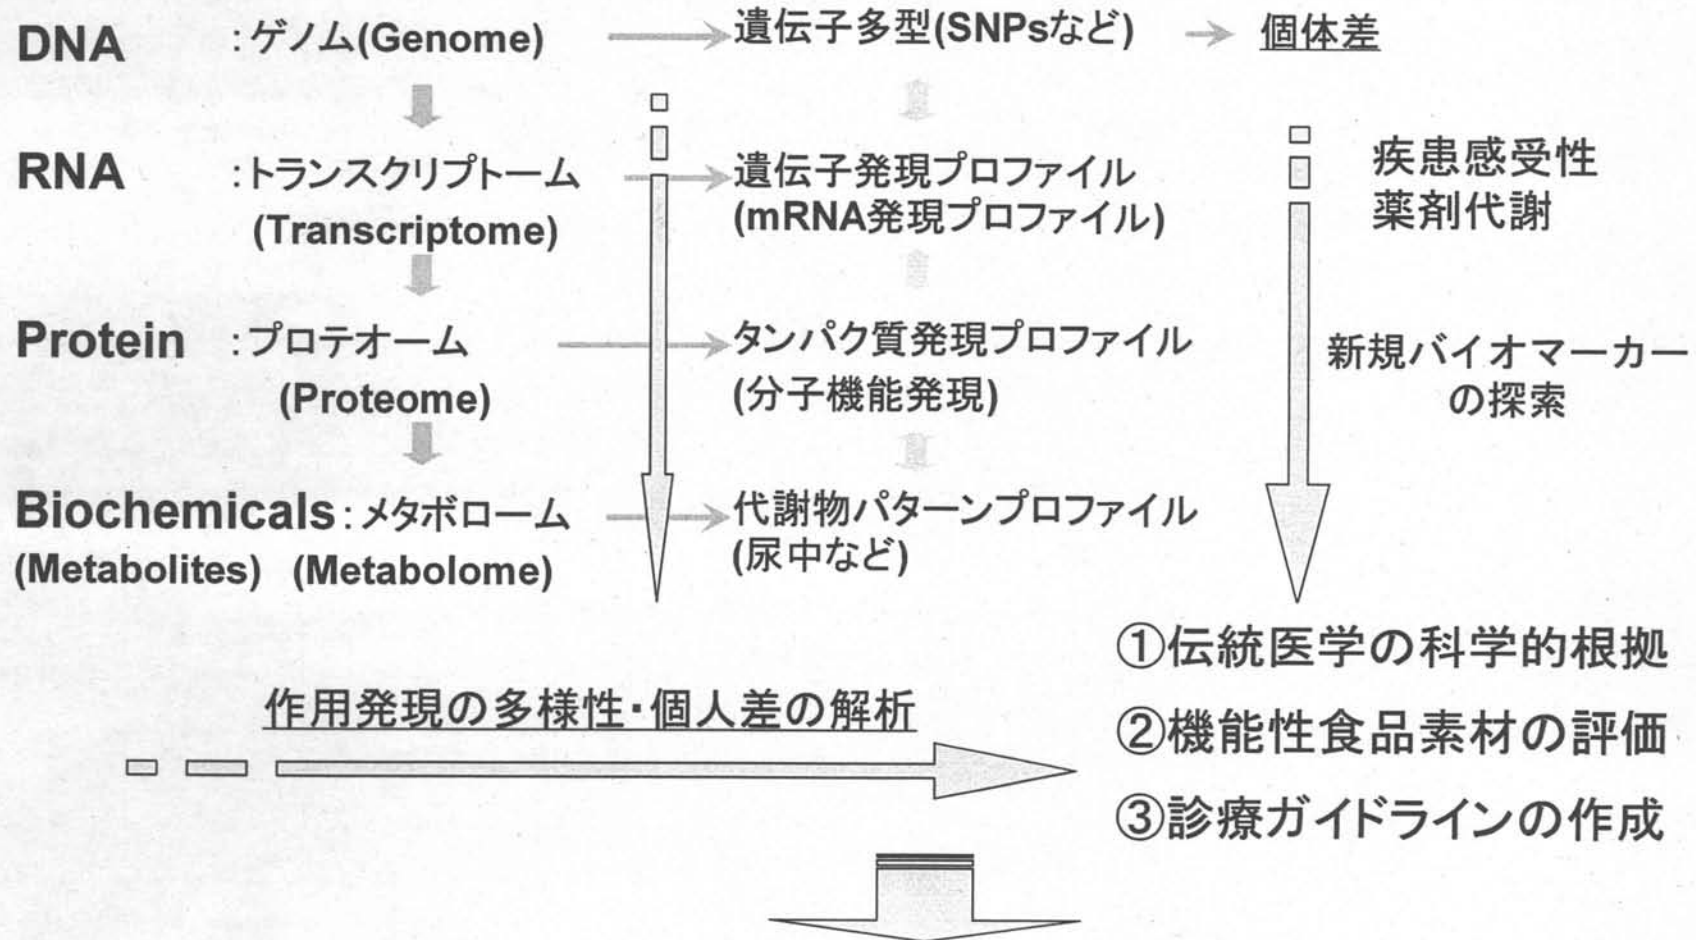 DNA :ゲノム(Genome) 遺伝子多型(SNPsなど) 個体差
RNA :トランスクリプトーム 遺伝子発現プロファイル 疾患感受性
(Transcriptome) (mRNA発現プロファイル) 薬剤代謝
Protein :プロテオーム タンパク質発現プロファイル 新規バイオマーカー
(Proteome) (分子機能発現) の探索
Biochemicals:メタボローム 代謝物パターンプロファイル
(Metabolites) (Metabolome) (尿中など)
①伝統医学の科学的根拠
作用発現の多様性・個人差の解析
②機能性食品素材の評価
③診療ガイドラインの作成